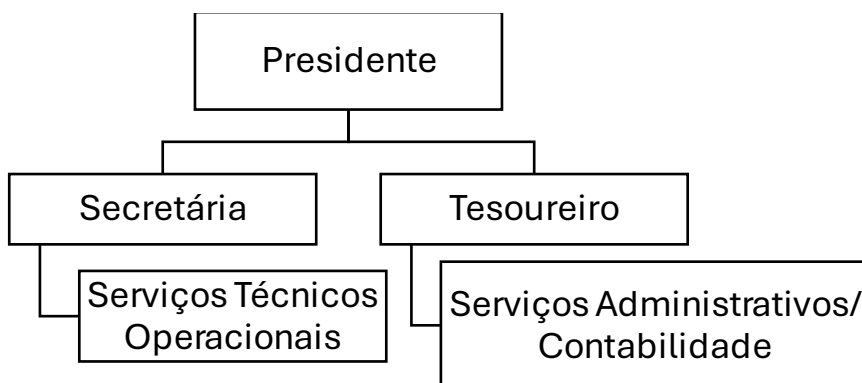 Presidente
Secretária
Tesoureiro
Serviços Técnicos
Operacionais
Serviços Administrativos/
Contabilidade